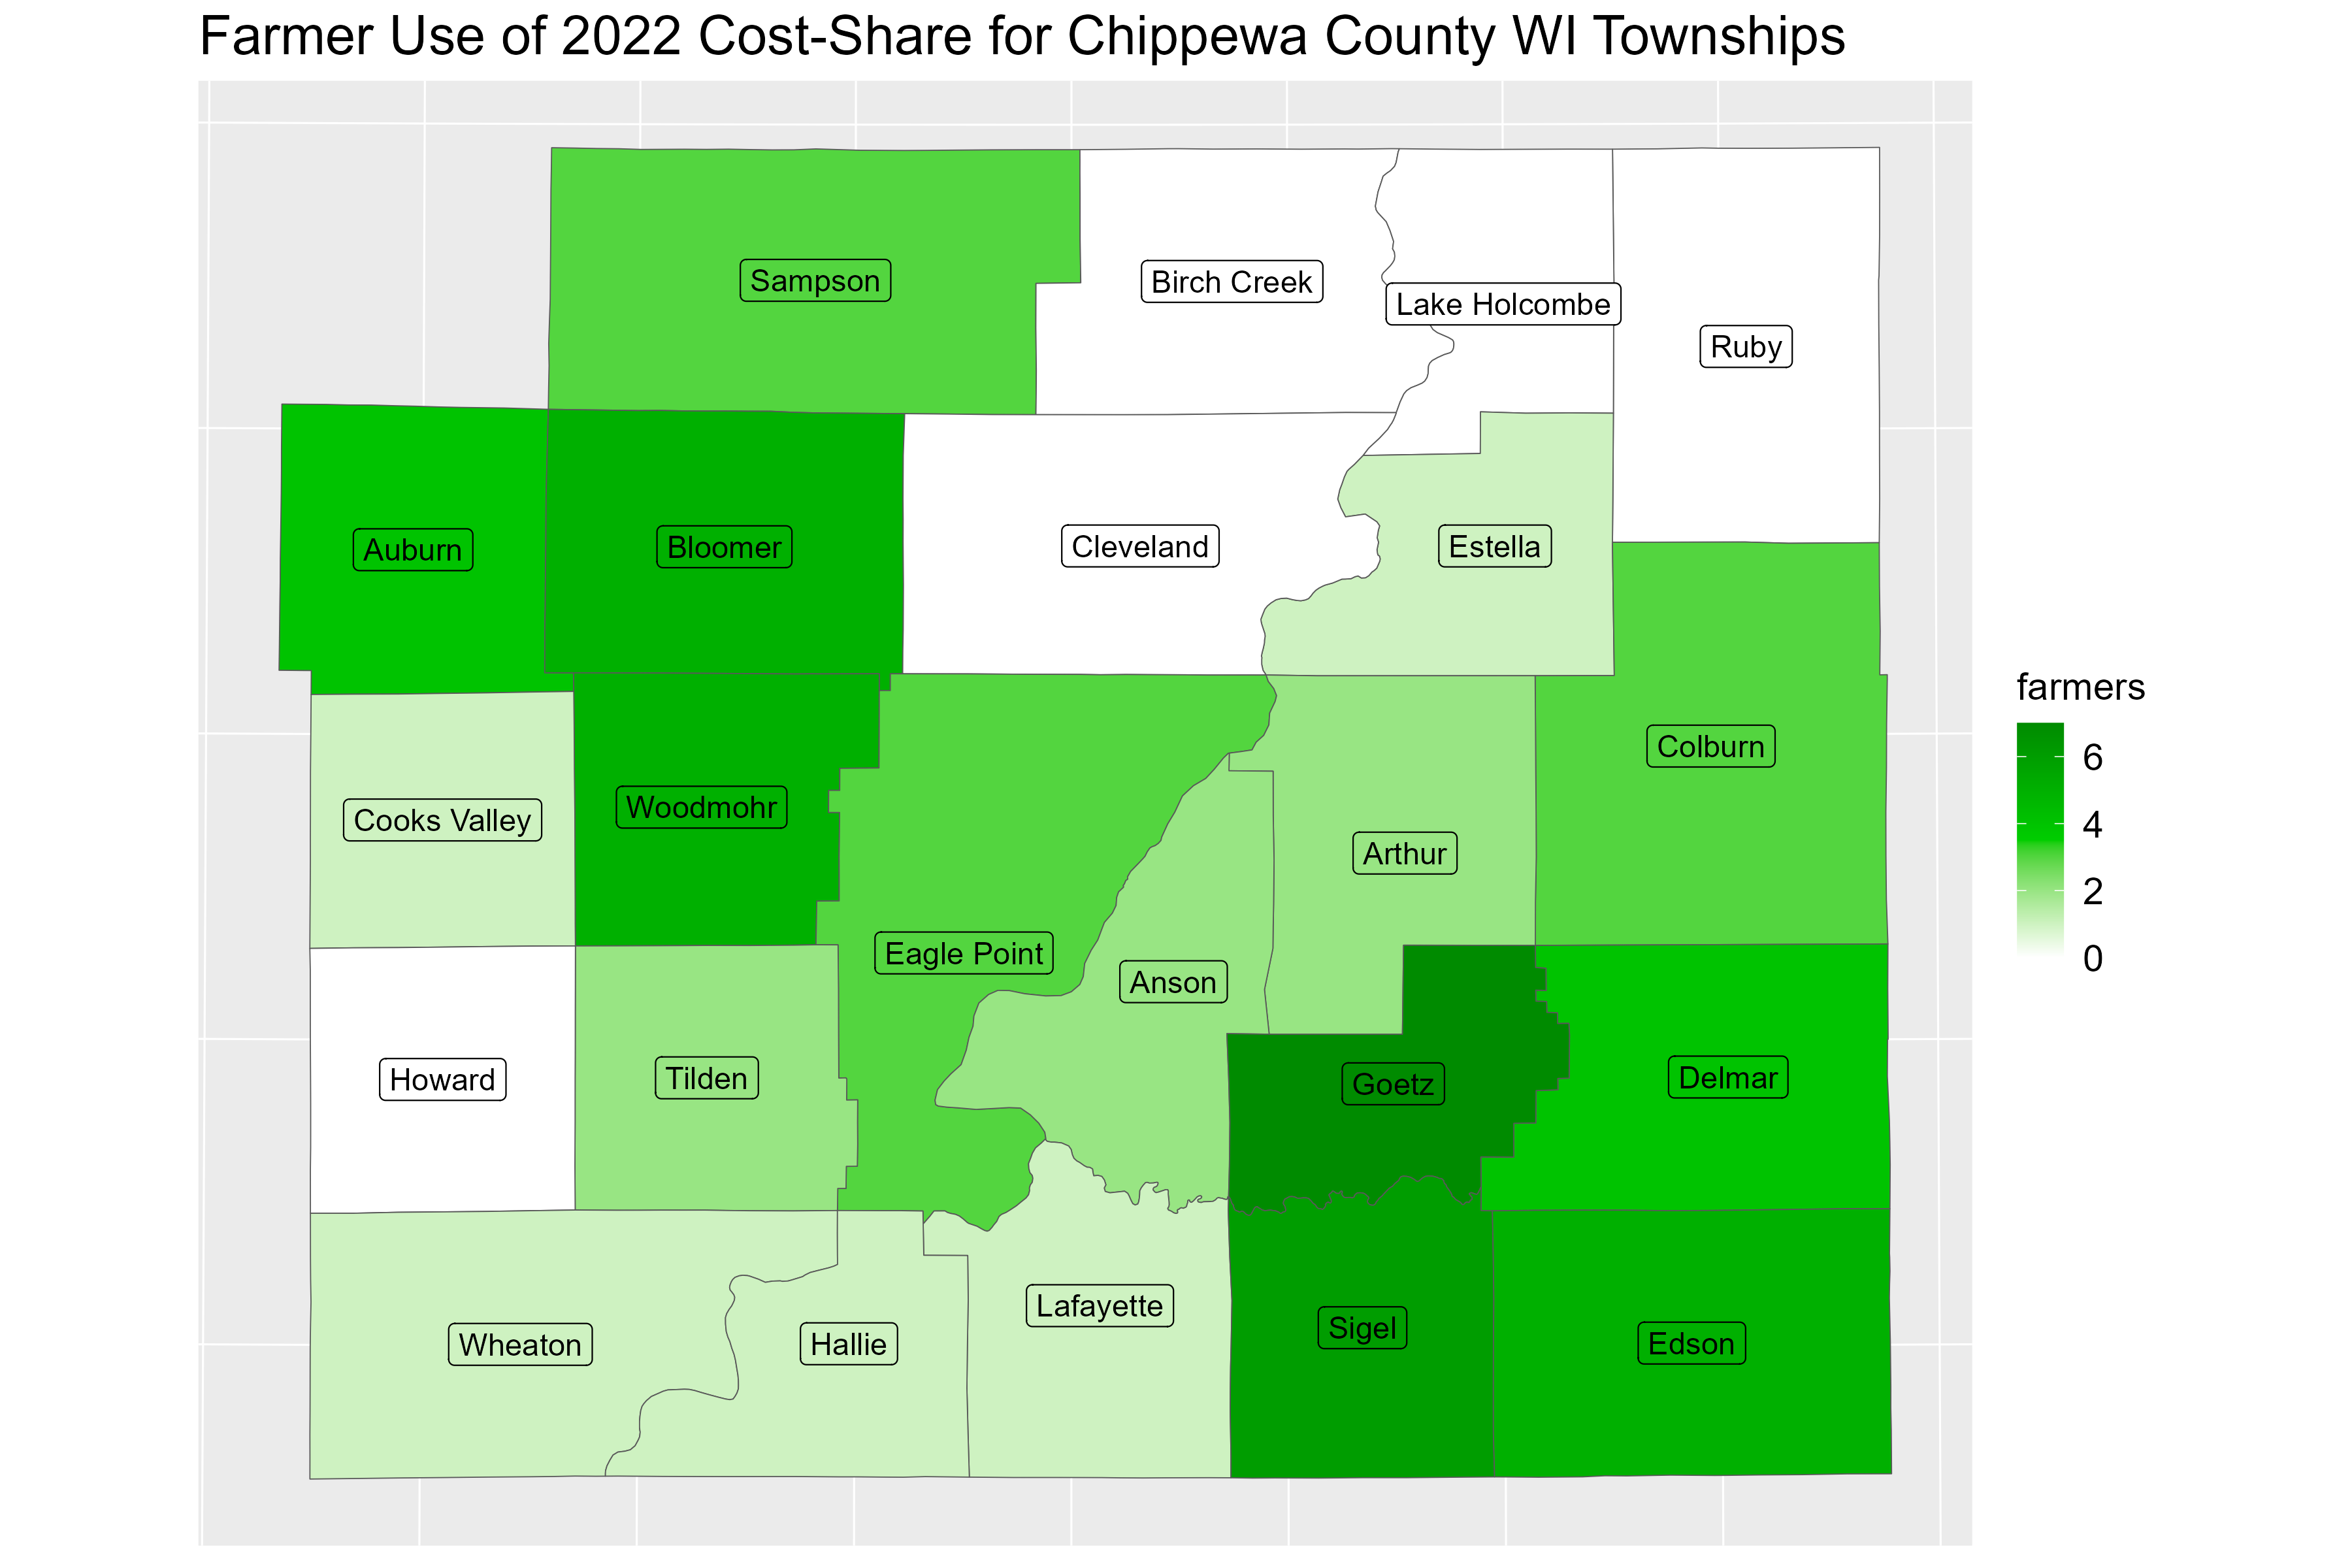 Farmer Use of 2022 Cost-Share for Chippewa County WI Townships
Sampson
Birch Creek
Lake Holcombe
Ruby
Auburn
Bloomer
Cleveland
Estella
Colburn
Cooks Valley
Woodmohr
Arthur
Eagle Point
Anson
Howard
Tilden
Goetz
Delmar
Wheaton
Hallie
Lafayette
Sigel
Edson
farmers
6
4
2
0